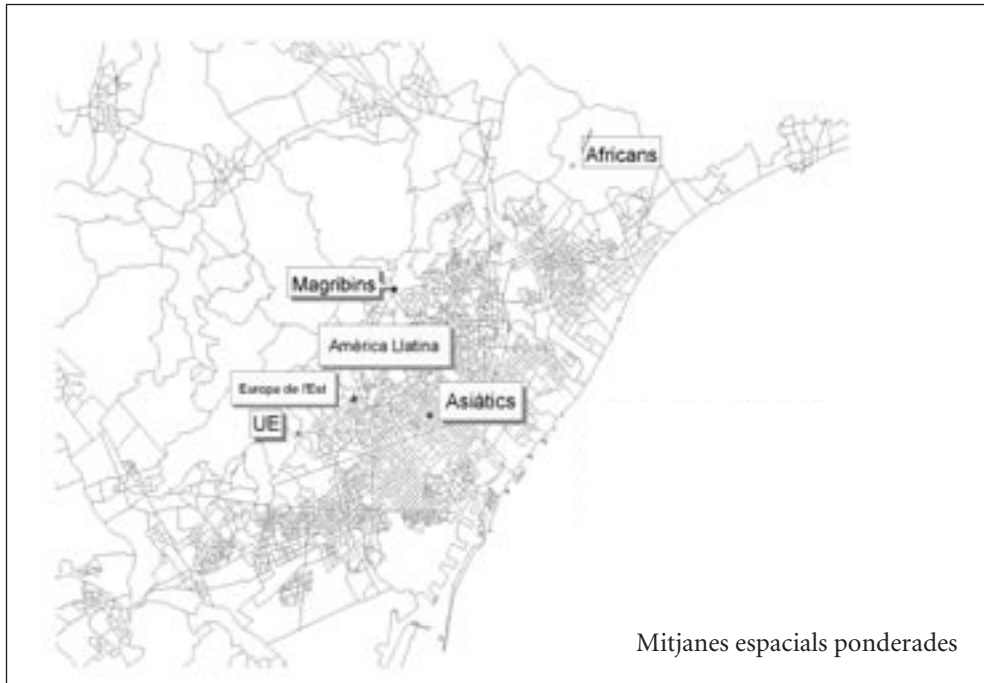 Africans
Magribins
Amèrica Llatina
Europa de l'Est
Asiàtics
UE
Mitjanes espacials ponderades